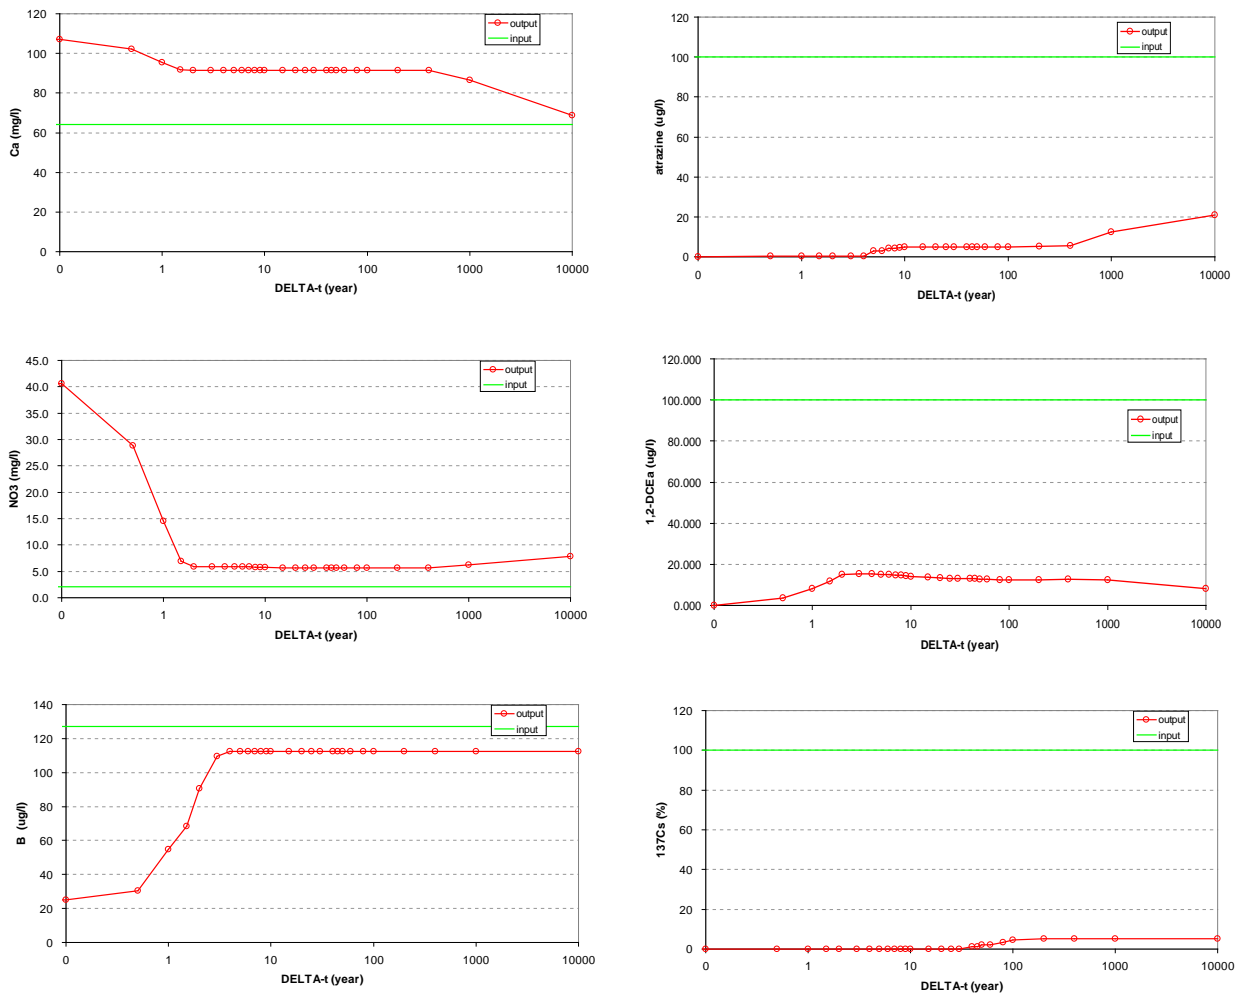 120
100
80
60
40
20
0
Ca (mg/l)
output
input
0 1 10 100 1000 10000
DELTA-t (year)
120
100
80
60
40
20
0
atrazine (ug/l)
output
input
0 1 10 100 1000 10000
DELTA-t (year)
45.0
40.0
35.0
30.0
25.0
20.0
15.0
10.0
5.0
0.0
NO3 (mg/l)
output
input
0 1 10 100 1000 10000
DELTA-t (year)
120.000
100.000
80.000
60.000
40.000
20.000
0.000
1,2-DCEa (ug/l)
output
input
0 1 10 100 1000 10000
DELTA-t (year)
140
120
100
80
60
40
20
0
B (ug/l)
output
input
0 1 10 100 1000 10000
DELTA-t (year)
120
100
80
60
40
20
0
137Cs (%)
output
input
0 1 10 100 1000 10000
DELTA-t (year)